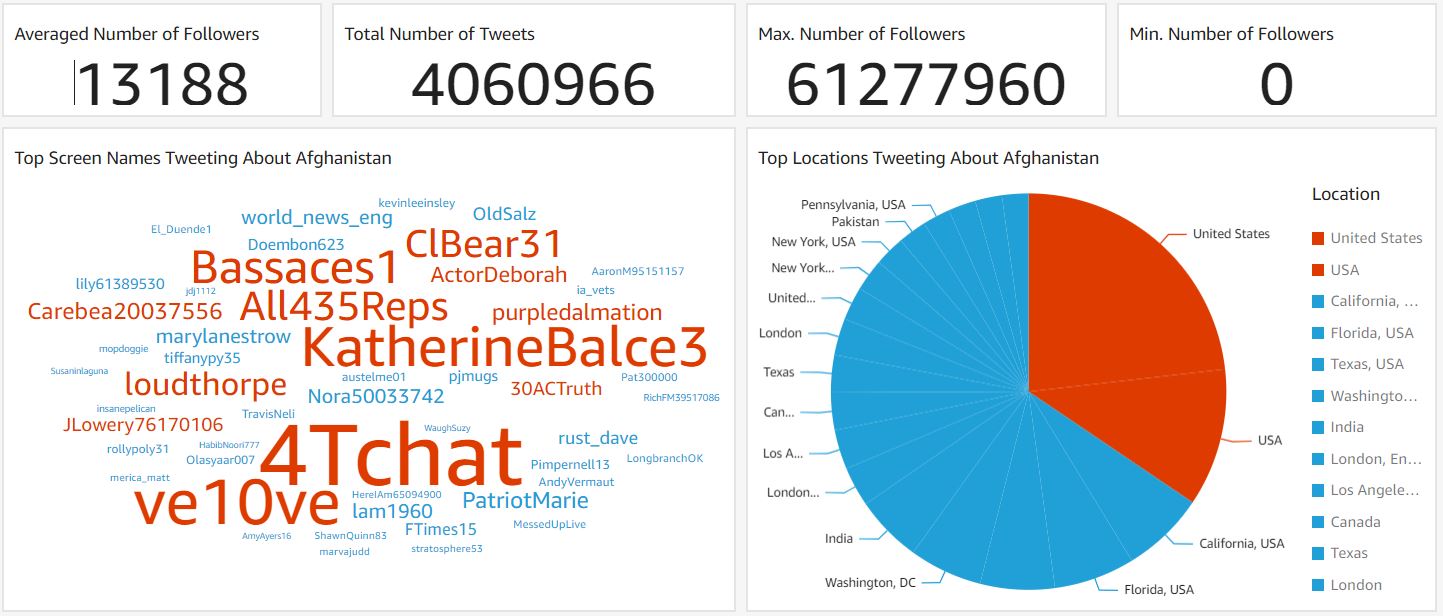 Averaged Number of Followers
13188
Total Number of Tweets
4060966
Max. Number of Followers
61277960
Min. Number of Followers
0
Top Screen Names Tweeting About Afghanistan
kevinleeinsley
world_news_eng
OldSalz
El_Duende1
Doembon623
ClBear31
Bassaces1
ActorDeborah
AaronM95151157
lily61389530
jdj1112
ia_vets
Carebea20037556
All435Reps
purpledalmation
marylanestrow
KatherineBalce3
mopdoggie
tiffanypy35
Susaninlaguna
loudthorpe
austelme01
pjmugs
Pat300000
Nora50033742
30ACTruth
RichFM39517086
insanepelican
TravisNeli
JLowery76170106
4Tchat
WaughSuzy
rust_dave
rollypoly31
HabibNoori777
Olasyaar007
Pimpernell13
LongbranchOK
merica_matt
AndyVermaut
ve10ve
HereIAm65094900
PatriotMarie
lam1960
FTimes15
MessedUpLive
AmyAyers16
ShawnQuinn83
marvajudd
stratosphere53
Top Locations Tweeting About Afghanistan
Pennsylvania, USA
Pakistan
New York, USA
New York...
United...
London
Texas
Can...
Los A...
London...
India
Washington, DC
United States
USA
California, USA
Florida, USA
Location
United States
USA
California, ...
Florida, USA
Texas, USA
Washingto...
India
London, En...
Los Angele...
Canada
Texas
London